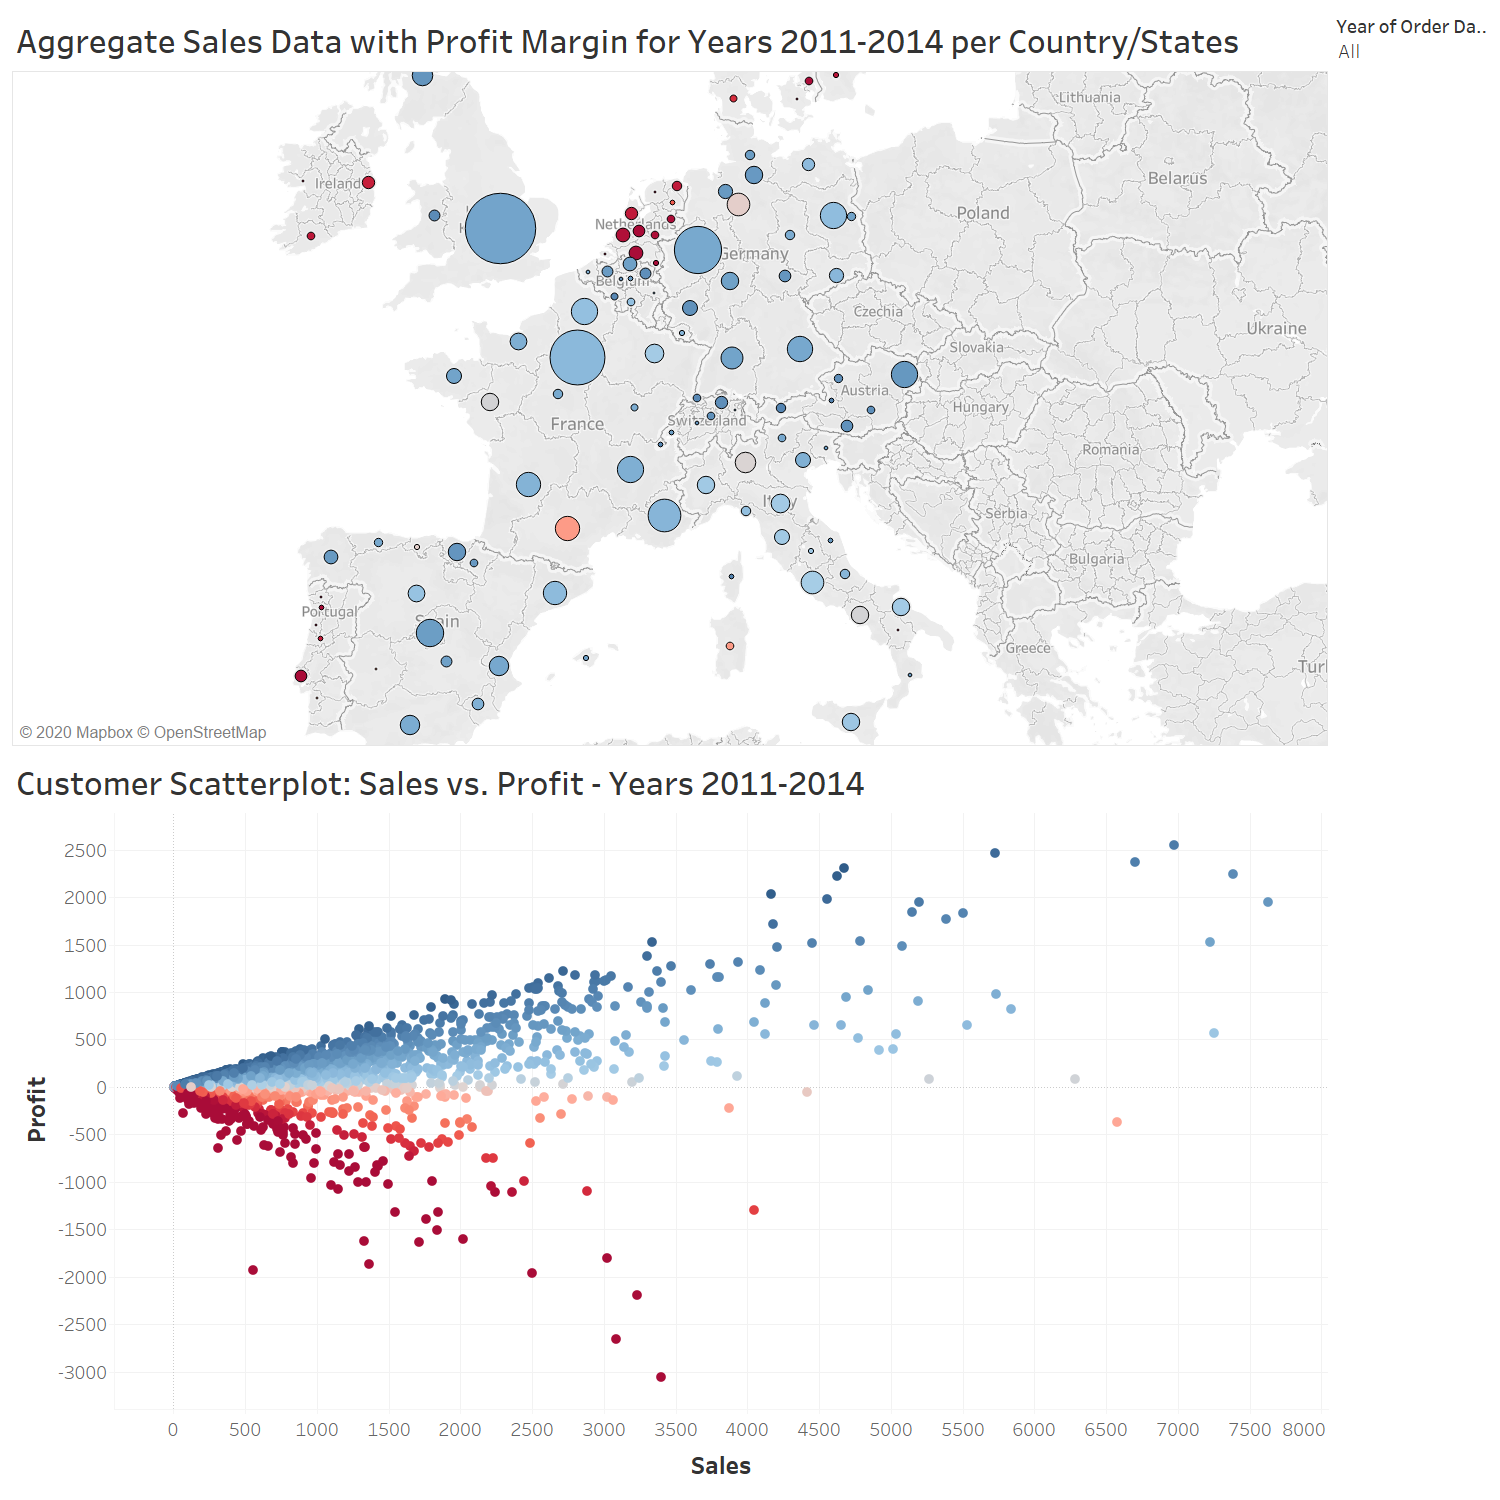 Aggregate Sales Data with Profit Margin for Years 2011-2014 per Country/States
Year of Order Da..
All
Lithuania
Belarus
Ireland
Poland
Netherlands
Germany
Belgium
Czechia
Ukraine
Slovakia
Austria
Hungary
Switzerland
France
Romania
Italy
Serbia
Bulgaria
Portugal
Spain
Greece
Turl
© 2020 Mapbox © OpenStreetMap
Customer Scatterplot: Sales vs. Profit - Years 2011-2014
Profit
2500
2000
1500
1000
500
0
-500
-1000
-1500
-2000
-2500
-3000
0 500 1000 1500 2000 2500 3000 3500 4000 4500 5000 5500 6000 6500 7000 7500 8000
Sales